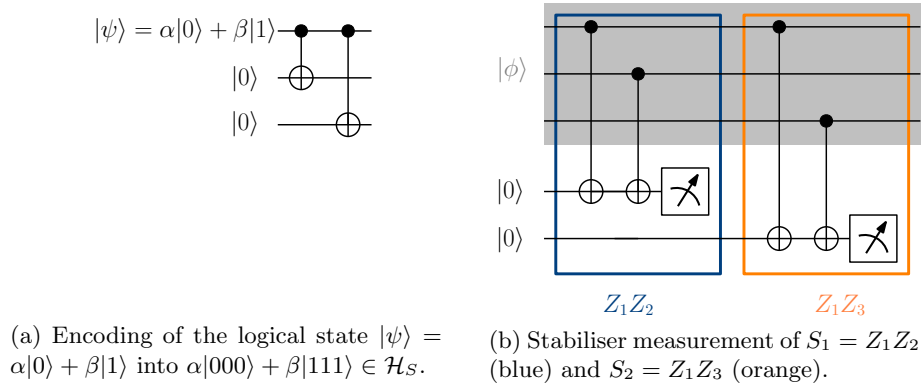 |ψ⟩ = α|0⟩ + β|1⟩
|0⟩
|0⟩
(a) Encoding of the logical state |ψ⟩ =
α|0⟩ + β|1⟩ into α|000⟩ + β|111⟩ ∈ ℋ_S.
|ϕ⟩
|0⟩
|0⟩
Z₁Z₂
Z₁Z₃
(b) Stabiliser measurement of S₁ = Z₁Z₂
(blue) and S₂ = Z₁Z₃ (orange).